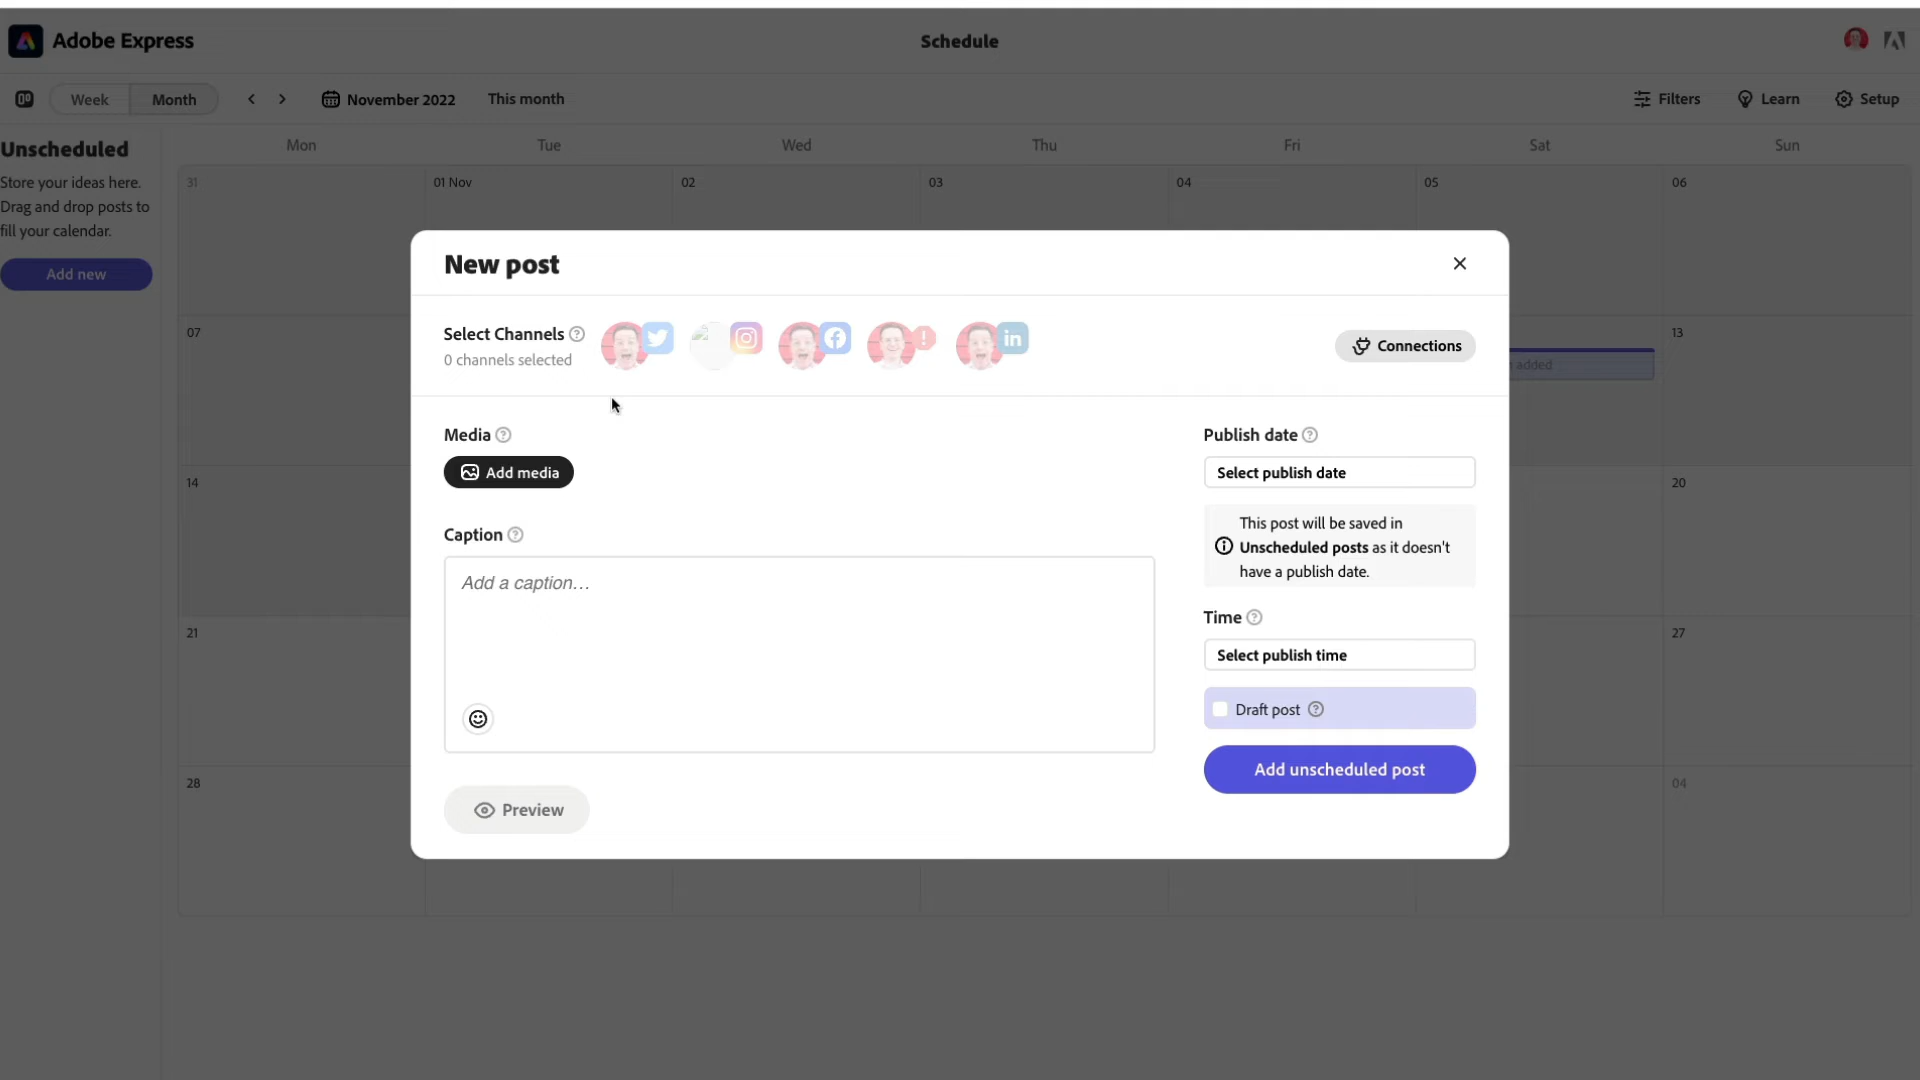 Adobe Express
Schedule
Week
Month
November 2022
This month
Filters
Learn
Setup
Unscheduled
Store your ideas here.
Drag and drop posts to
fill your calendar.
Add new
Mon
Tue
Wed
Thu
Fri
Sat
Sun
31
01 Nov
02
03
04
05
06
07
13
added
14
20
21
27
28
04
New post
Select Channels
0 channels selected
in
Connections
Media
Add media
Caption
Add a caption...
Preview
Publish date
Select publish date
This post will be saved in
Unscheduled posts as it doesn't
have a publish date.
Time
Select publish time
Draft post
Add unscheduled post